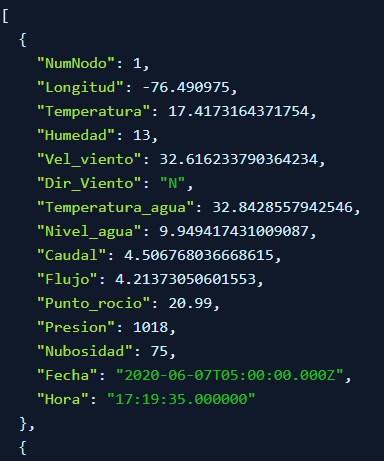 [
{
"NumNodo": 1,
"Longitud": -76.490975,
"Temperatura": 17.4173164371754,
"Humedad": 13,
"Vel_viento": 32.616233790364234,
"Dir_Viento": "N",
"Temperatura_agua": 32.8428557942546,
"Nivel_agua": 9.949417431009087,
"Caudal": 4.506768036668615,
"Flujo": 4.21373050601553,
"Punto_rocio": 20.99,
"Presion": 1018,
"Nubosidad": 75,
"Fecha": "2020-06-07T05:00:00.000Z",
"Hora": "17:19:35.000000"
},
{